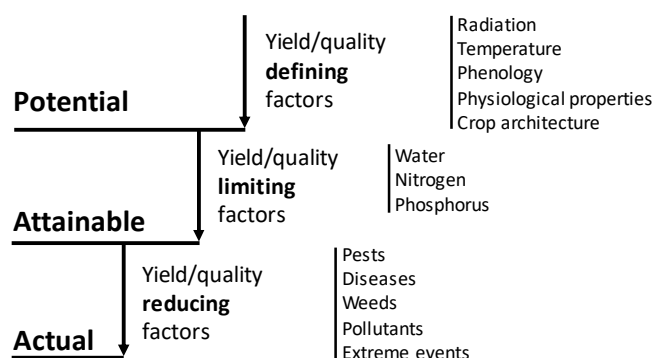 Yield/quality
defining
factors
Radiation
Temperature
Phenology
Physiological properties
Crop architecture
Potential
Yield/quality
limiting
factors
Water
Nitrogen
Phosphorus
Attainable
Yield/quality
reducing
factors
Pests
Diseases
Weeds
Pollutants
Extreme events
Actual